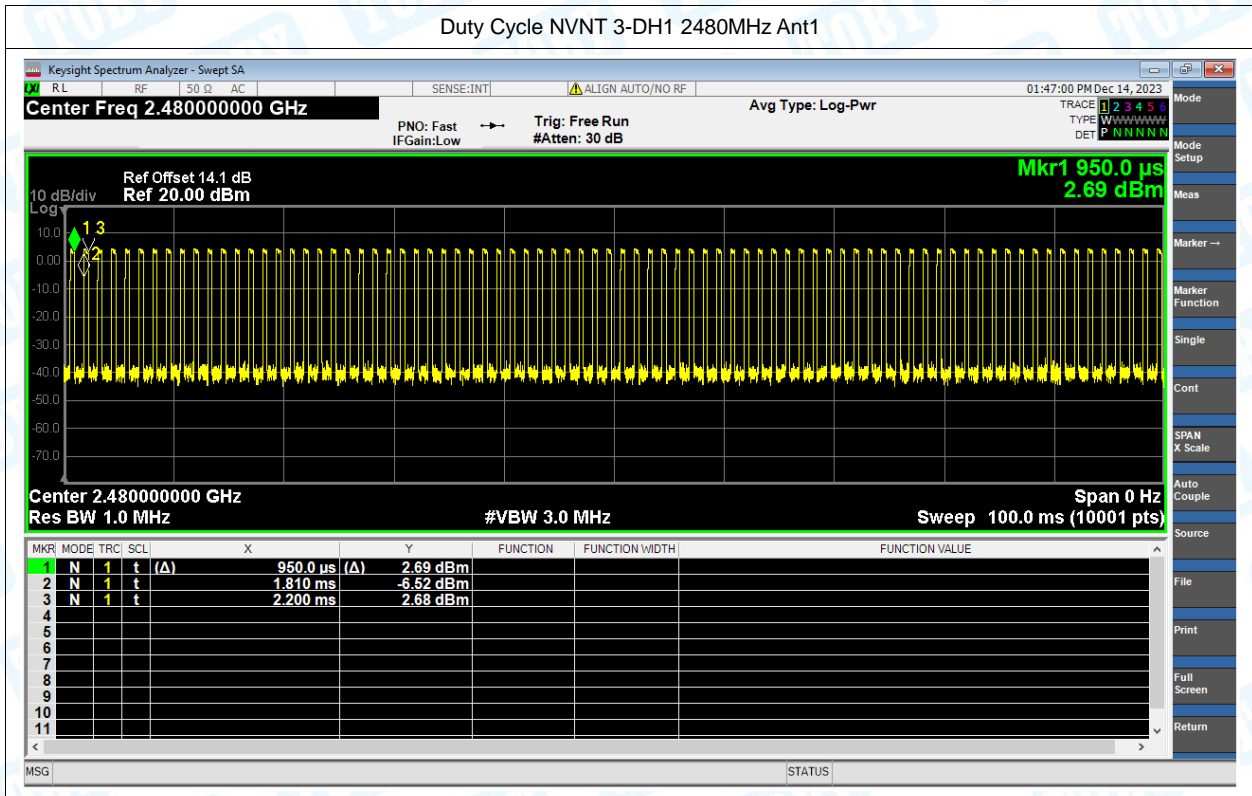 Duty Cycle NVNT 3-DH1 2480MHz Ant1
Keysight Spectrum Analyzer - Swept SA
LXI RL RF 50 Ω AC SENSE:INT ALIGN AUTO/NO RF 01:47:00 PM Dec 14, 2023
Center Freq 2.480000000 GHz Avg Type: Log-Pwr TRACE 1 2 3 4 5 6
PNO: Fast Trig: Free Run TYPE WWWWWW
IFGain:Low #Atten: 30 dB DET P N N N N N
Mkr1 950.0 µs
Ref Offset 14.1 dB
10 dB/div Ref 20.00 dBm 2.69 dBm
Log
1 3
2
10.0
0.00
-10.0
-20.0
-30.0
-40.0
-50.0
-60.0
-70.0
Center 2.480000000 GHz Span 0 Hz
Res BW 1.0 MHz #VBW 3.0 MHz Sweep 100.0 ms (10001 pts)
MKR MODE TRC SCL X Y FUNCTION FUNCTION WIDTH FUNCTION VALUE
1 N 1 t (Δ) 950.0 µs (Δ) 2.69 dBm
2 N 1 t 1.810 ms -6.52 dBm
3 N 1 t 2.200 ms 2.68 dBm
4
5
6
7
8
9
10
11
MSG STATUS
Mode
Mode
Setup
Meas
Marker →
Marker
Function
Single
Cont
SPAN
X Scale
Auto
Couple
Source
File
Print
Full
Screen
Return
TOBY